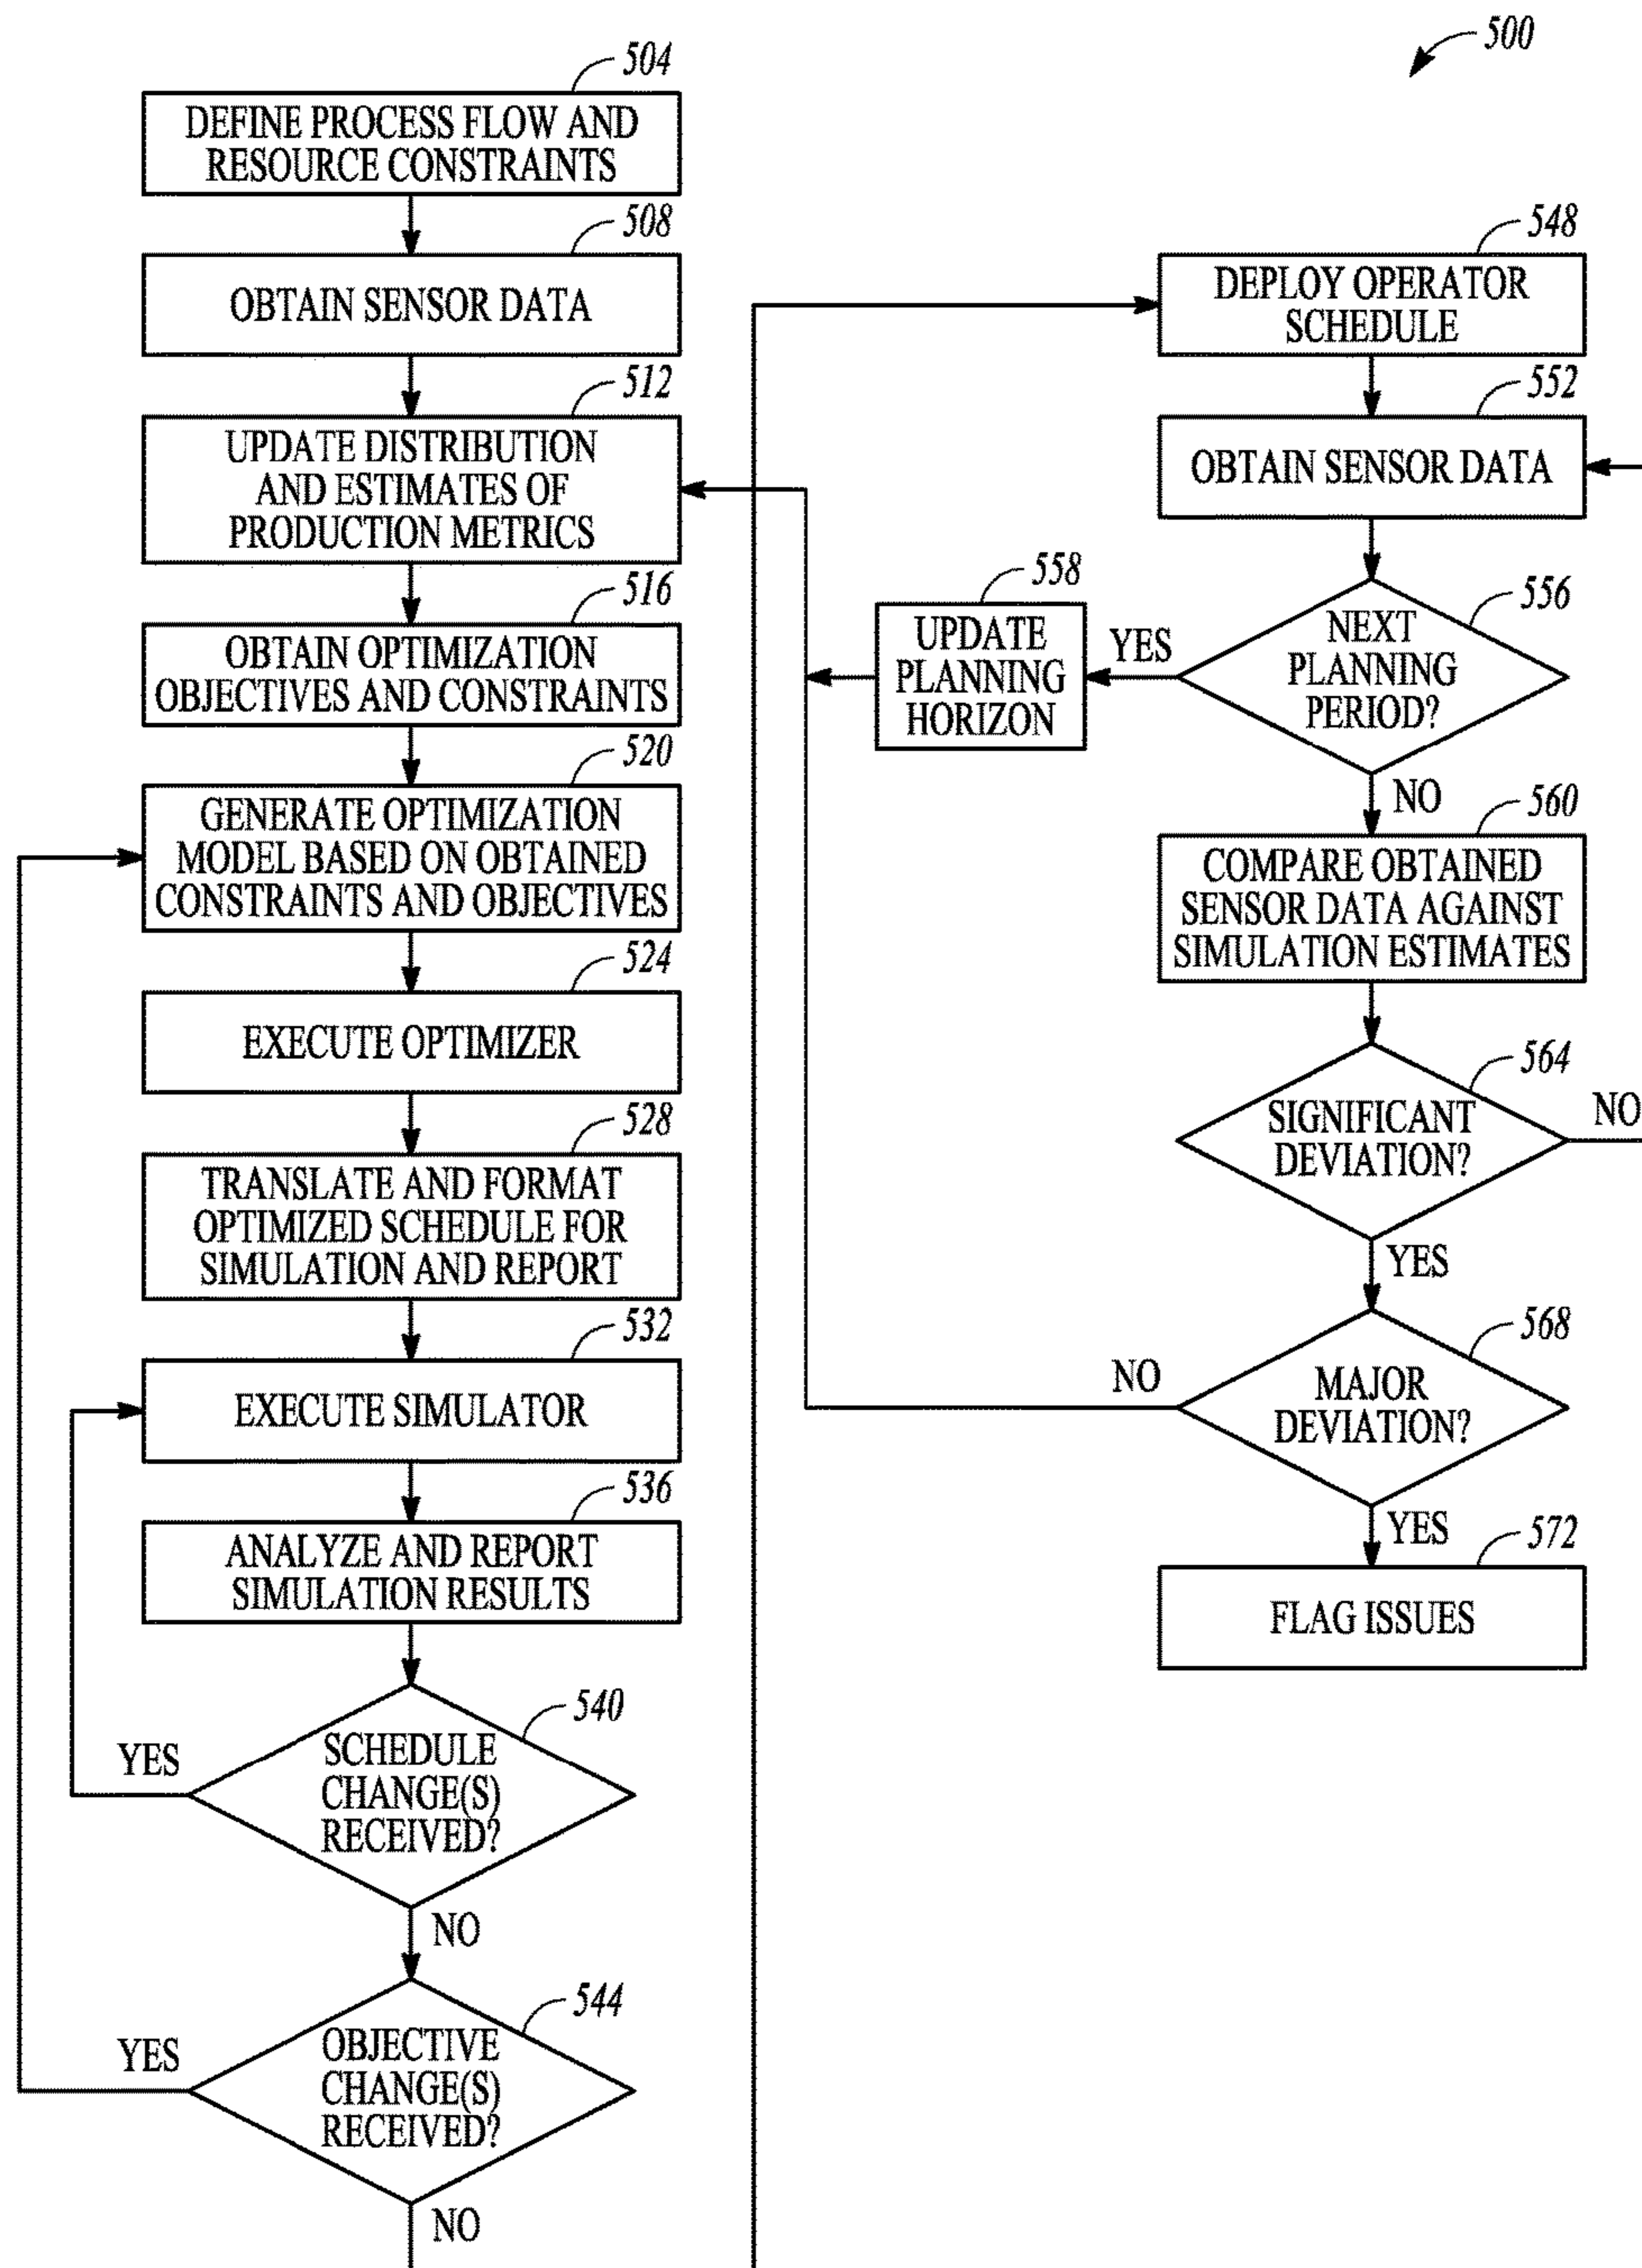 500
504
DEFINE PROCESS FLOW AND
RESOURCE CONSTRAINTS
508
OBTAIN SENSOR DATA
512
UPDATE DISTRIBUTION
AND ESTIMATES OF
PRODUCTION METRICS
516
OBTAIN OPTIMIZATION
OBJECTIVES AND CONSTRAINTS
520
GENERATE OPTIMIZATION
MODEL BASED ON OBTAINED
CONSTRAINTS AND OBJECTIVES
524
EXECUTE OPTIMIZER
528
TRANSLATE AND FORMAT
OPTIMIZED SCHEDULE FOR
SIMULATION AND REPORT
532
EXECUTE SIMULATOR
536
ANALYZE AND REPORT
SIMULATION RESULTS
540
SCHEDULE
CHANGE(S)
RECEIVED?
YES
NO
544
OBJECTIVE
CHANGE(S)
RECEIVED?
YES
NO
548
DEPLOY OPERATOR
SCHEDULE
552
OBTAIN SENSOR DATA
556
NEXT
PLANNING
PERIOD?
YES
558
UPDATE
PLANNING
HORIZON
NO
560
COMPARE OBTAINED
SENSOR DATA AGAINST
SIMULATION ESTIMATES
564
SIGNIFICANT
DEVIATION?
NO
YES
568
MAJOR
DEVIATION?
NO
YES
572
FLAG ISSUES